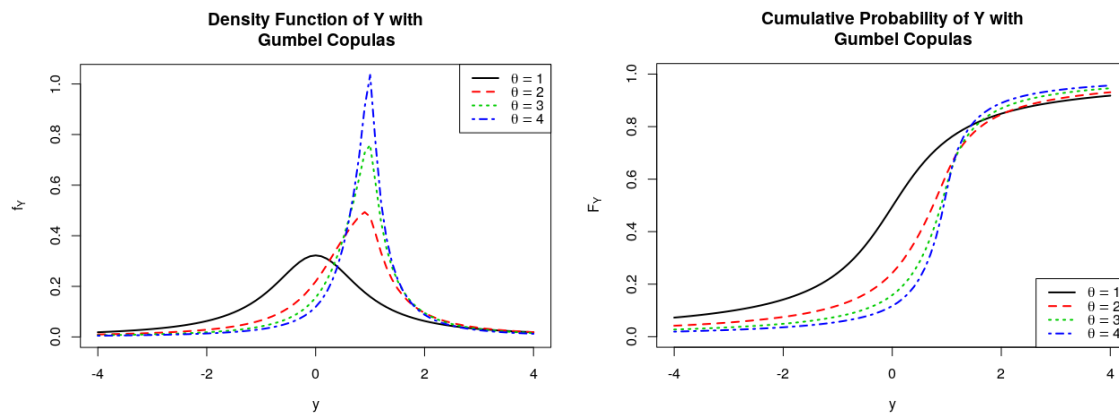 Density Function of Y with
Gumbel Copulas
f_Y
1.0
0.8
0.6
0.4
0.2
0.0
θ = 1
θ = 2
θ = 3
θ = 4
-4 -2 0 2 4
y
Cumulative Probability of Y with
Gumbel Copulas
F_Y
1.0
0.8
0.6
0.4
0.2
0.0
θ = 1
θ = 2
θ = 3
θ = 4
-4 -2 0 2 4
y